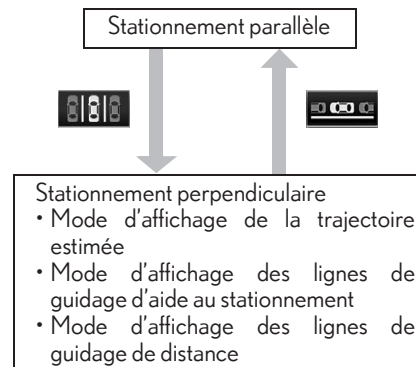 Stationnement parallèle
Stationnement perpendiculaire
• Mode d'affichage de la trajectoire
estimée
• Mode d'affichage des lignes de
guidage d'aide au stationnement
• Mode d'affichage des lignes de
guidage de distance